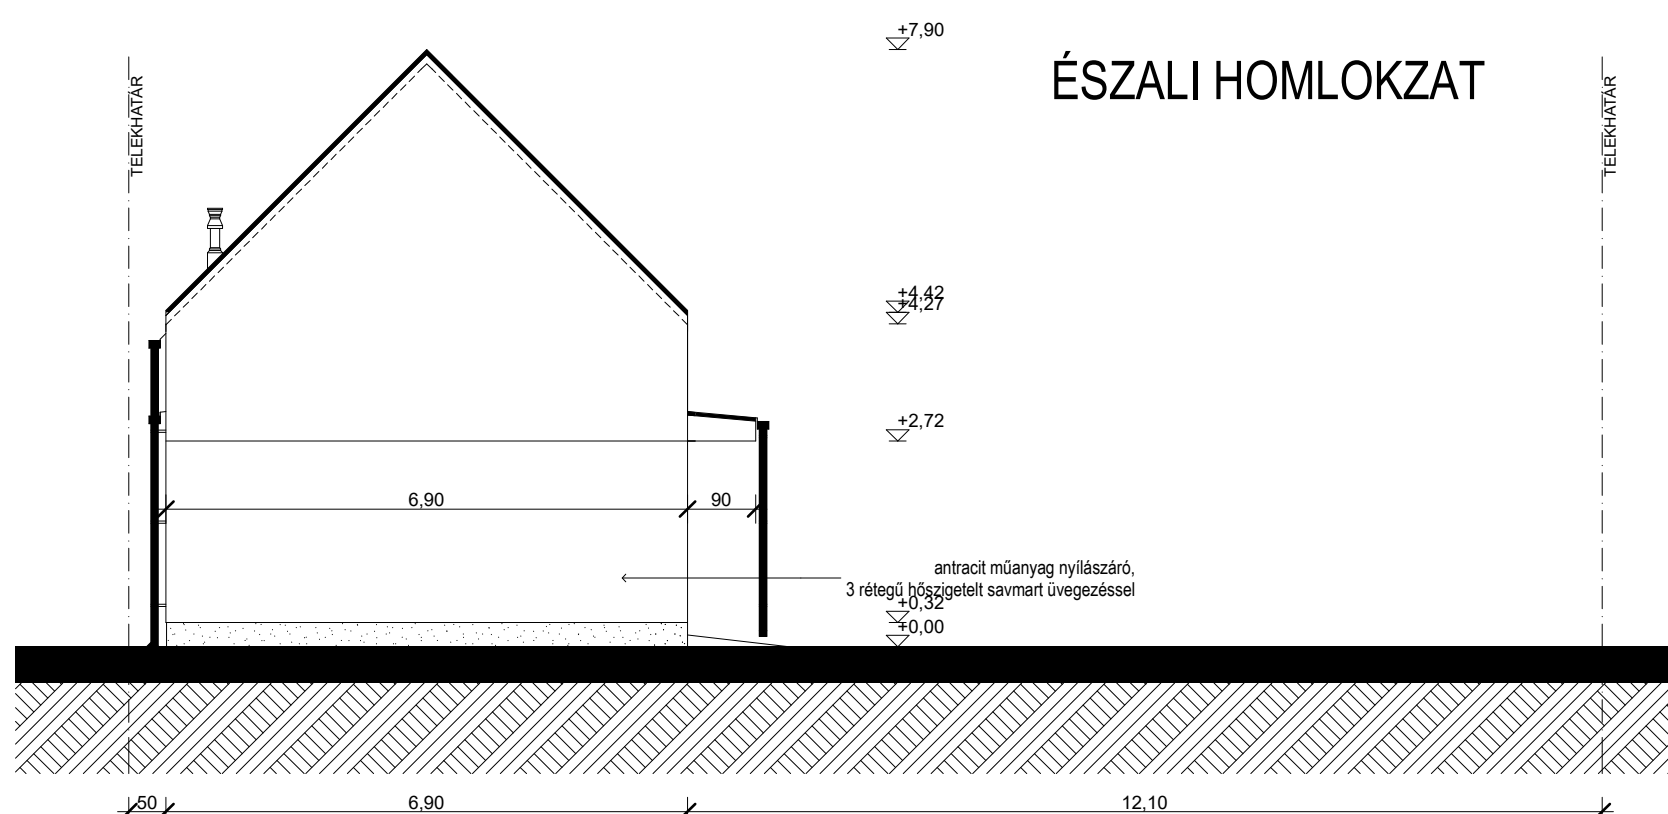 +7,90
ÉSZALI HOMLOKZAT
TELEKHATÁR
TELEKHATÁR
+4,42
+4,27
+2,72
6,90
90
antracit műanyag nyílászáró,
3 rétegű hőszigetelt savmart üvegezéssel
+0,32
+0,00
50
6,90
12,10